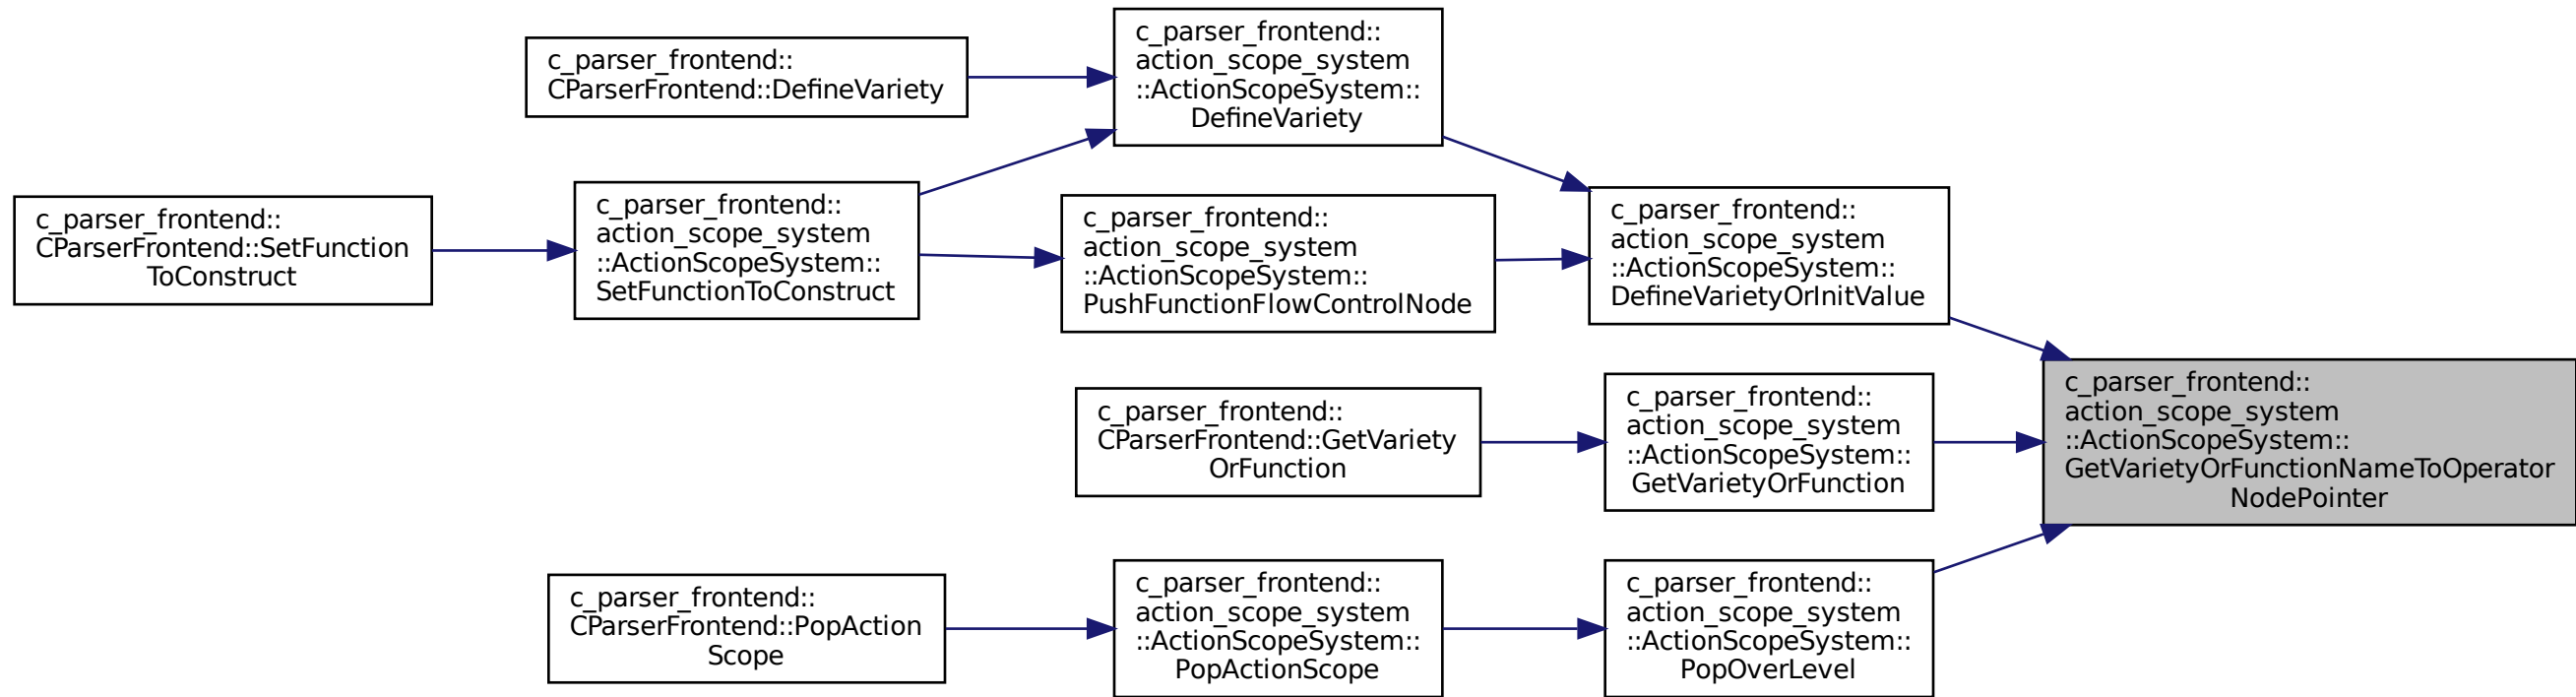 c_parser_frontend::
CParserFrontend::DefineVariety
c_parser_frontend::
action_scope_system
::ActionScopeSystem::
DefineVariety
c_parser_frontend::
CParserFrontend::SetFunction
ToConstruct
c_parser_frontend::
action_scope_system
::ActionScopeSystem::
SetFunctionToConstruct
c_parser_frontend::
action_scope_system
::ActionScopeSystem::
PushFunctionFlowControlNode
c_parser_frontend::
action_scope_system
::ActionScopeSystem::
DefineVarietyOrInitValue
c_parser_frontend::
CParserFrontend::GetVariety
OrFunction
c_parser_frontend::
action_scope_system
::ActionScopeSystem::
GetVarietyOrFunction
c_parser_frontend::
action_scope_system
::ActionScopeSystem::
GetVarietyOrFunctionNameToOperator
NodePointer
c_parser_frontend::
CParserFrontend::PopAction
Scope
c_parser_frontend::
action_scope_system
::ActionScopeSystem::
PopActionScope
c_parser_frontend::
action_scope_system
::ActionScopeSystem::
PopOverLevel